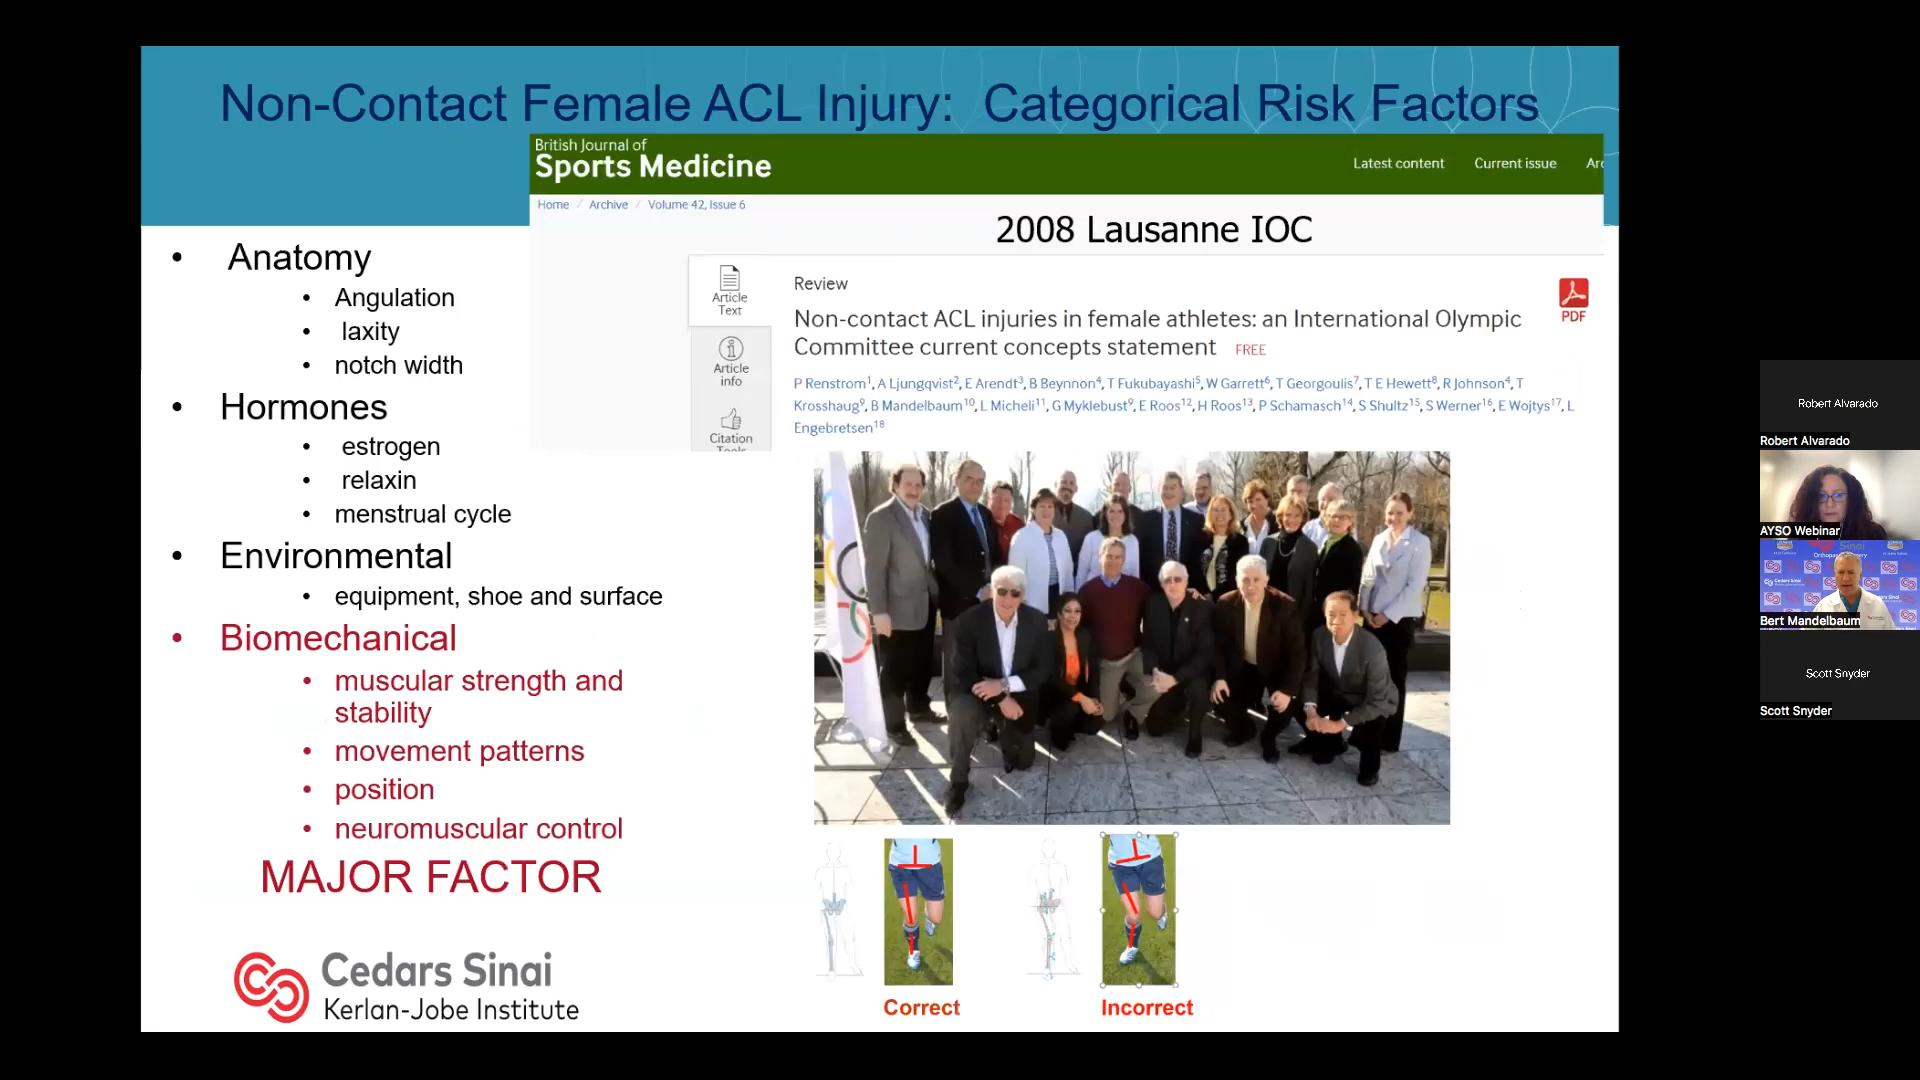 Non-Contact Female ACL Injury: Categorical Risk Factors
British Journal of
Sports Medicine
Latest content Current issue Arc
Home / Archive / Volume 42, Issue 6
2008 Lausanne IOC
Article
Text
Article
info
Citation
Tools
Review
Non-contact ACL injuries in female athletes: an International Olympic
Committee current concepts statement FREE
PDF
P Renstrom1, A Ljungqvist2, E Arendt3, B Beynnon4, T Fukubayashi5, W Garrett6, T Georgoulis7, T E Hewett8, R Johnson4, T
Krosshaug9, B Mandelbaum10, L Micheli11, G Myklebust9, E Roos12, H Roos13, P Schamasch14, S Shultz15, S Werner16, E Wojtys17, L
Engebretsen18
• Anatomy
• Angulation
• laxity
• notch width
• Hormones
• estrogen
• relaxin
• menstrual cycle
• Environmental
• equipment, shoe and surface
• Biomechanical
• muscular strength and
stability
• movement patterns
• position
• neuromuscular control
MAJOR FACTOR
Cedars Sinai
Kerlan-Jobe Institute
Correct
Incorrect
Robert Alvarado
Robert Alvarado
AYSO Webinar
Bert Mandelbaum
Scott Snyder
Scott Snyder